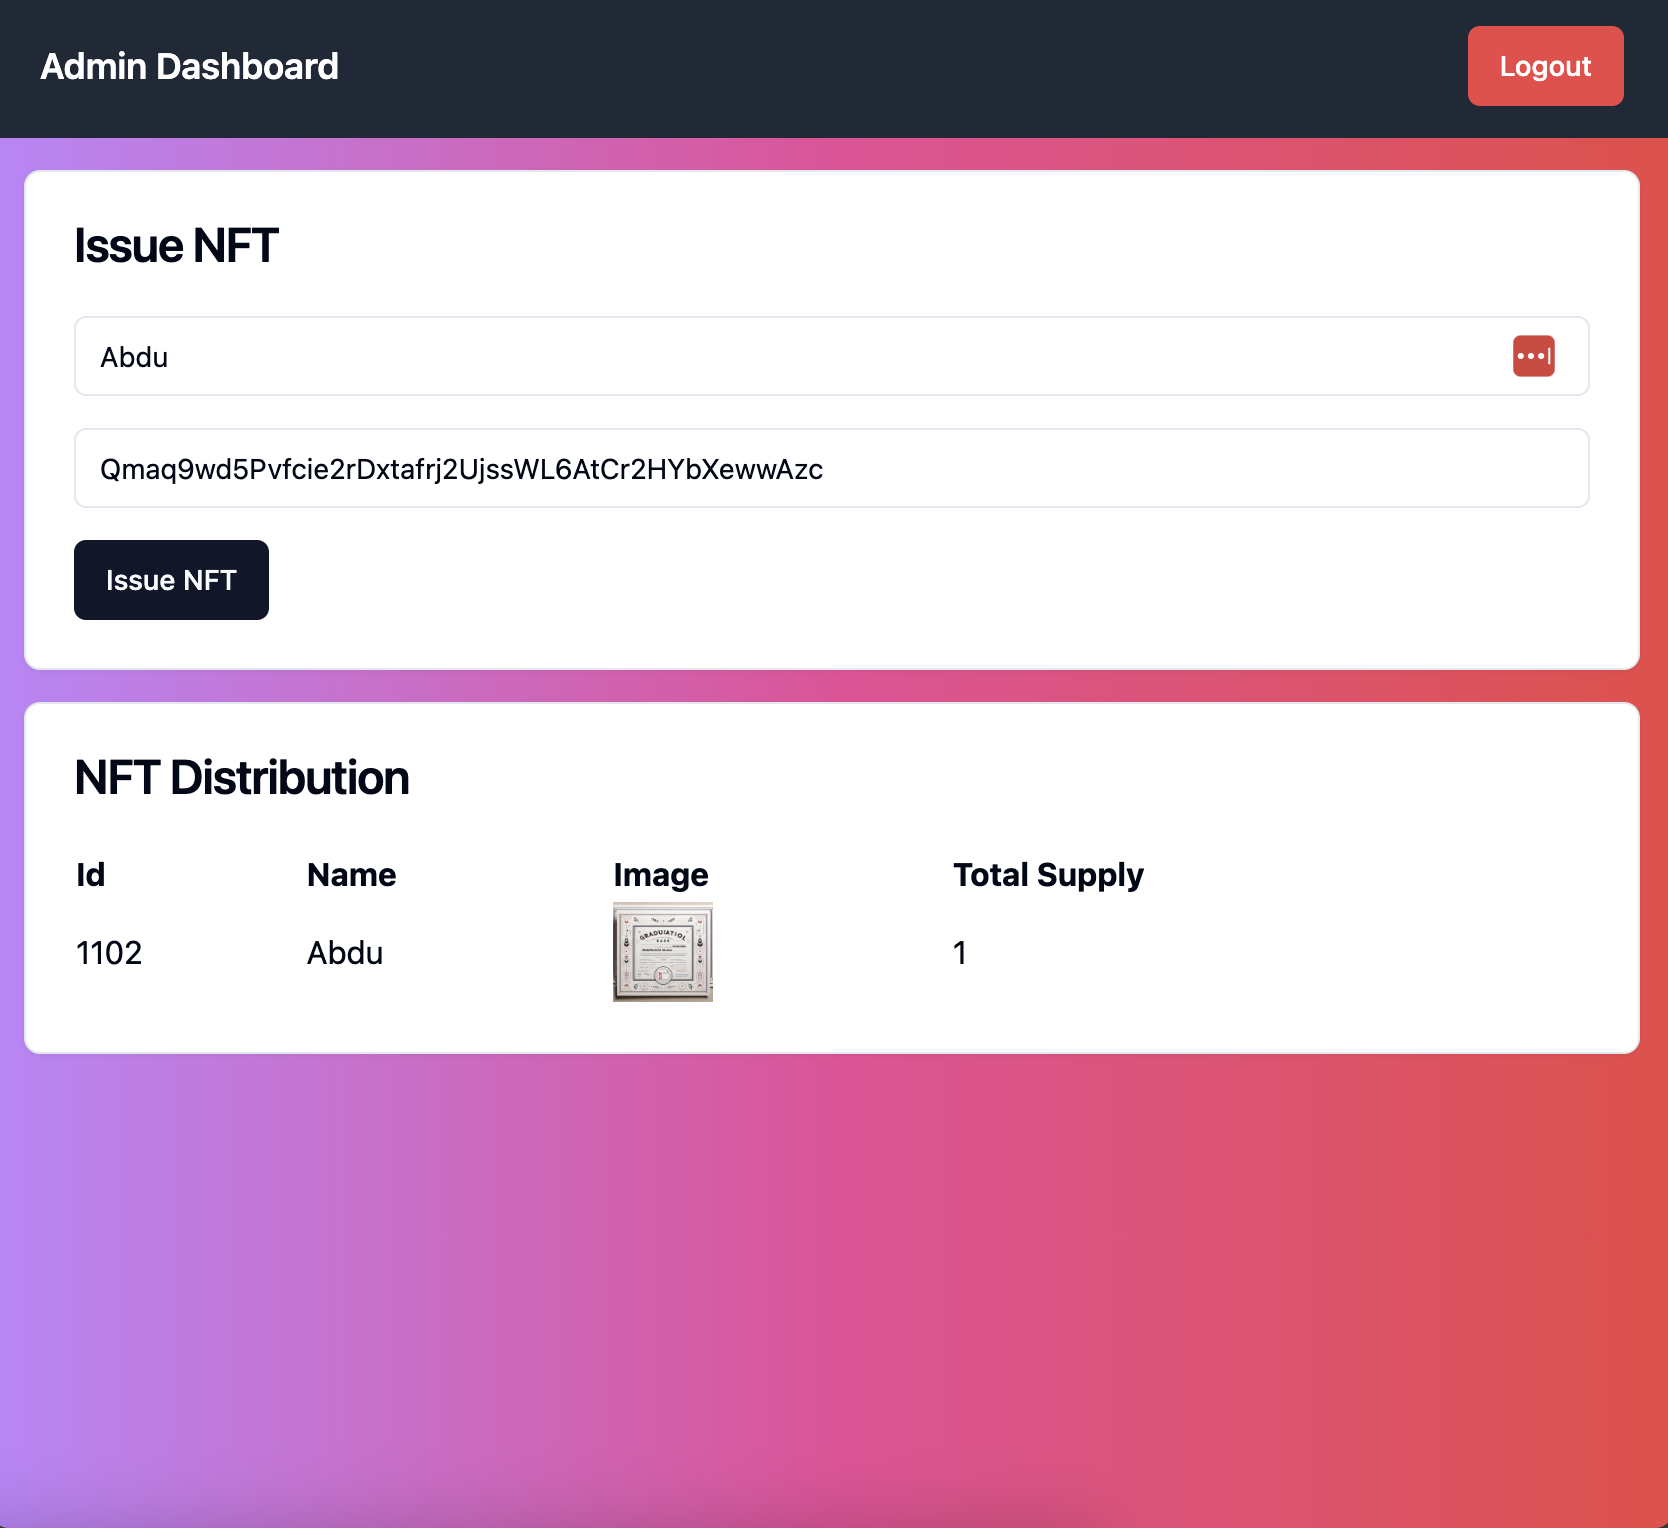 Admin Dashboard
Logout
Issue NFT
Abdu
Qmaq9wd5Pvfcie2rDxtafrj2UjssWL6AtCr2HYbXewwAzc
Issue NFT
NFT Distribution
Id Name Image Total Supply
GRADUJATIOL
1102 Abdu 1